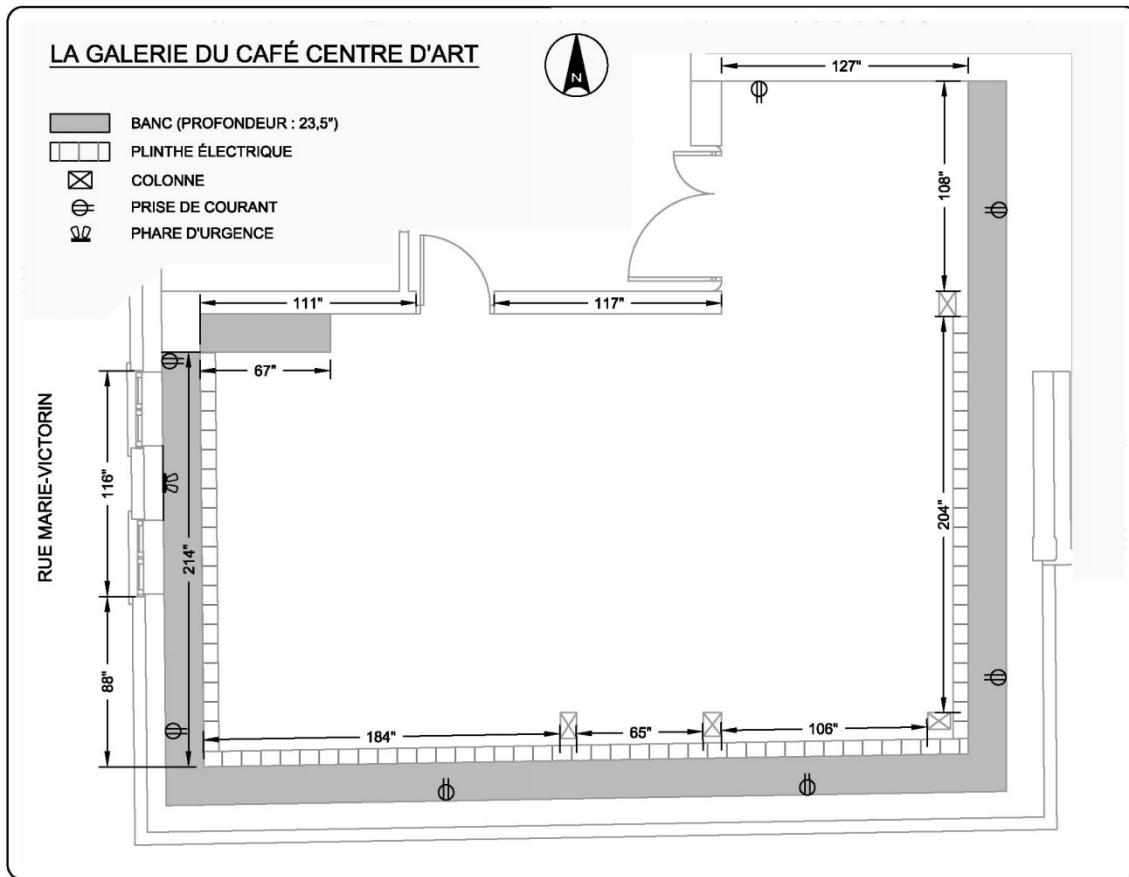 LA GALERIE DU CAFÉ CENTRE D'ART
N
BANC (PROFONDEUR : 23,5")
PLINTHE ÉLECTRIQUE
COLONNE
PRISE DE COURANT
PHARE D'URGENCE
127"
108"
111"
117"
67"
RUE MARIE-VICTORIN
116"
214"
204"
88"
184"
65"
106"